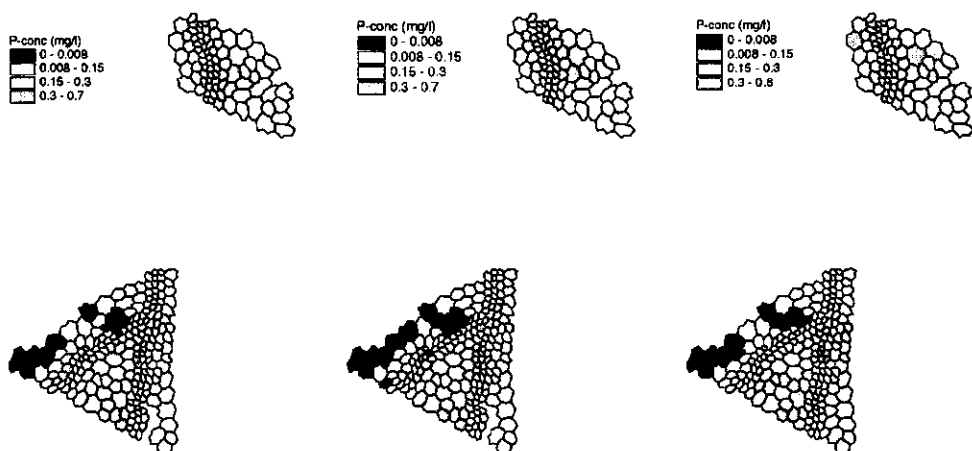 P-conc (mg/l)
0 - 0.008
0.008 - 0.15
0.15 - 0.3
0.3 - 0.7
P-conc (mg/l)
0 - 0.008
0.008 - 0.15
0.15 - 0.3
0.3 - 0.7
P-conc (mg/l)
0 - 0.008
0.008 - 0.15
0.15 - 0.3
0.3 - 0.8